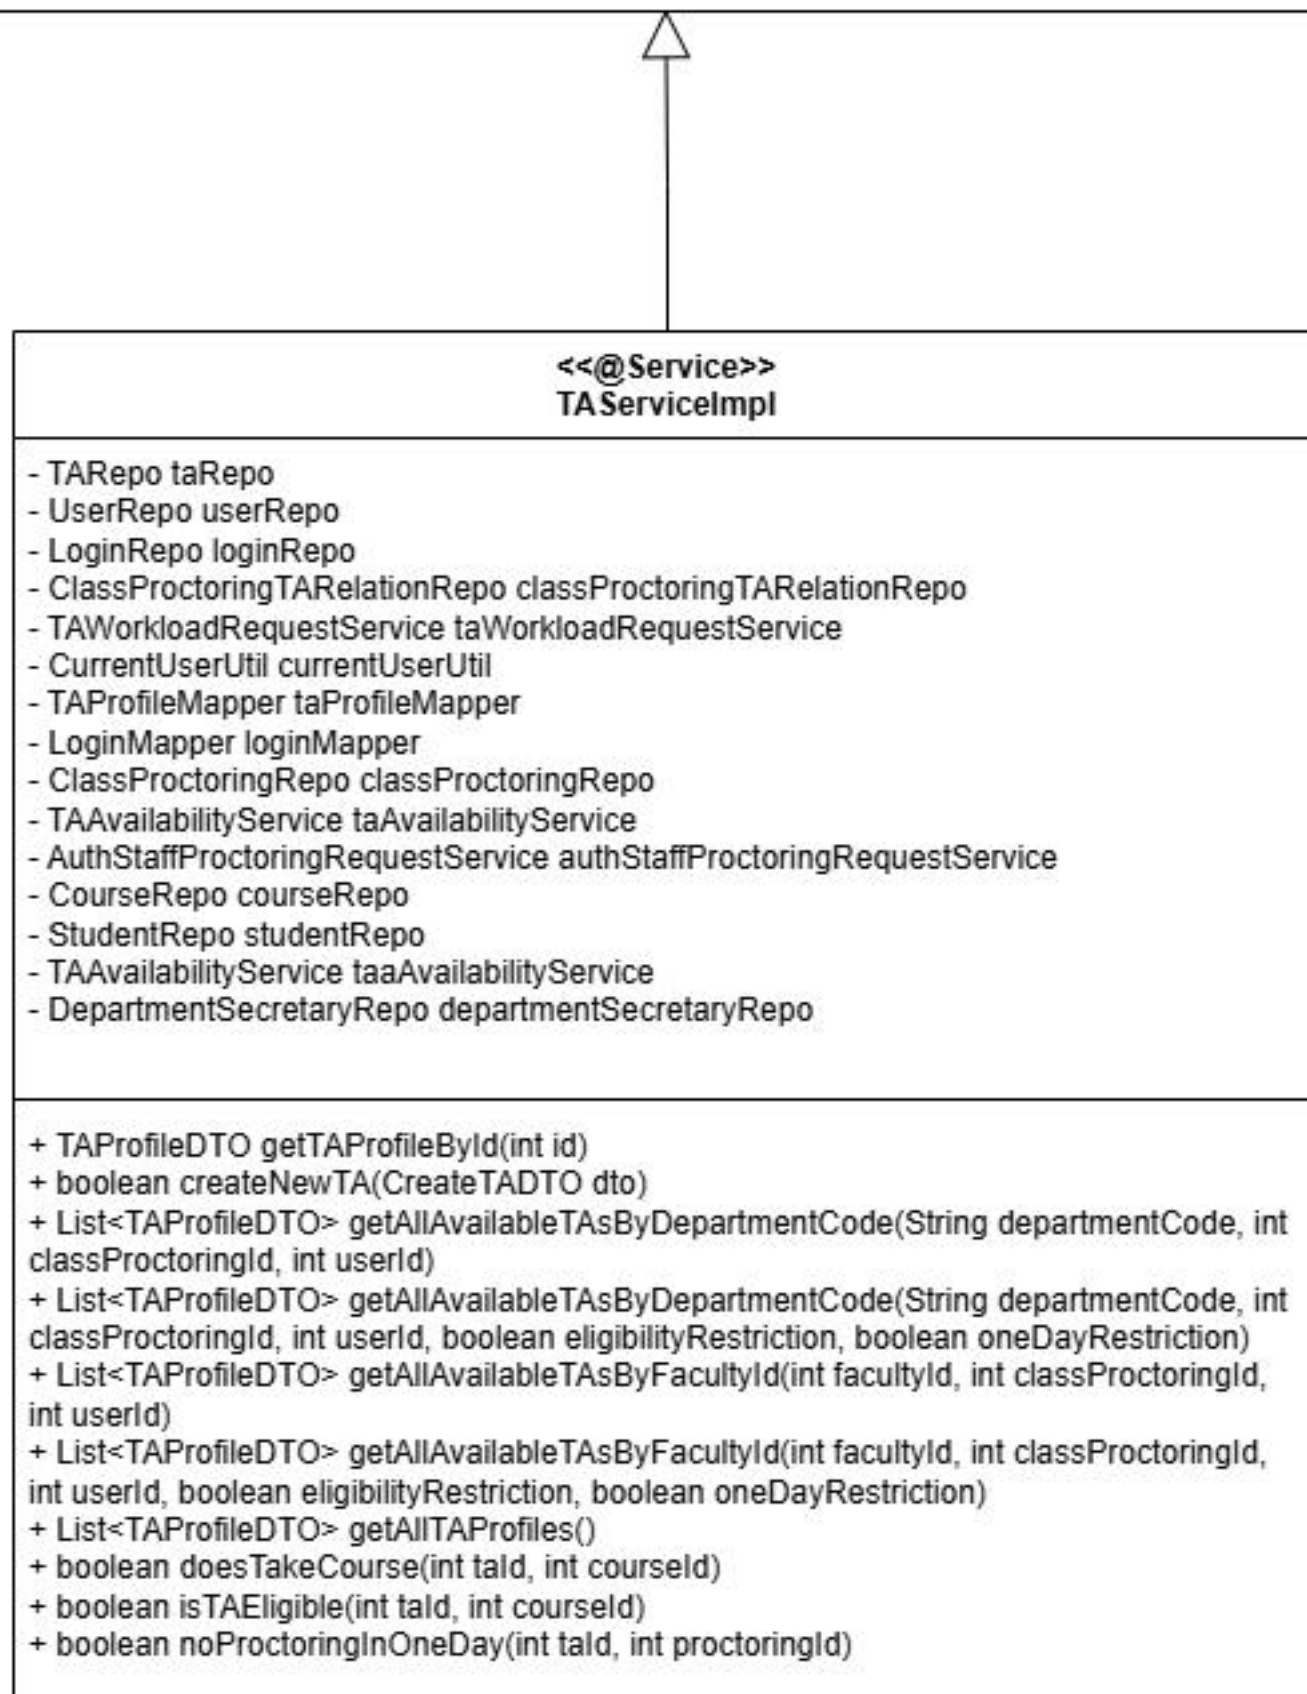 <<@Service>>
TAServiceImpl
- TARepo taRepo
- UserRepo userRepo
- LoginRepo loginRepo
- ClassProctoringTARelationRepo classProctoringTARelationRepo
- TAWorkloadRequestService taWorkloadRequestService
- CurrentUserUtil currentUserUtil
- TAProfileMapper taProfileMapper
- LoginMapper loginMapper
- ClassProctoringRepo classProctoringRepo
- TAAvailabilityService taAvailabilityService
- AuthStaffProctoringRequestService authStaffProctoringRequestService
- CourseRepo courseRepo
- StudentRepo studentRepo
- TAAvailabilityService taaAvailabilityService
- DepartmentSecretaryRepo departmentSecretaryRepo
+ TAProfileDTO getTAProfileById(int id)
+ boolean createNewTA(CreateTADTO dto)
+ List<TAProfileDTO> getAllAvailableTAsByDepartmentCode(String departmentCode, int
classProctoringId, int userId)
+ List<TAProfileDTO> getAllAvailableTAsByDepartmentCode(String departmentCode, int
classProctoringId, int userId, boolean eligibilityRestriction, boolean oneDayRestriction)
+ List<TAProfileDTO> getAllAvailableTAsByFacultyId(int facultyId, int classProctoringId,
int userId)
+ List<TAProfileDTO> getAllAvailableTAsByFacultyId(int facultyId, int classProctoringId,
int userId, boolean eligibilityRestriction, boolean oneDayRestriction)
+ List<TAProfileDTO> getAllTAProfiles()
+ boolean doesTakeCourse(int taId, int courseId)
+ boolean isTAEligible(int taId, int courseId)
+ boolean noProctoringInOneDay(int taId, int proctoringId)